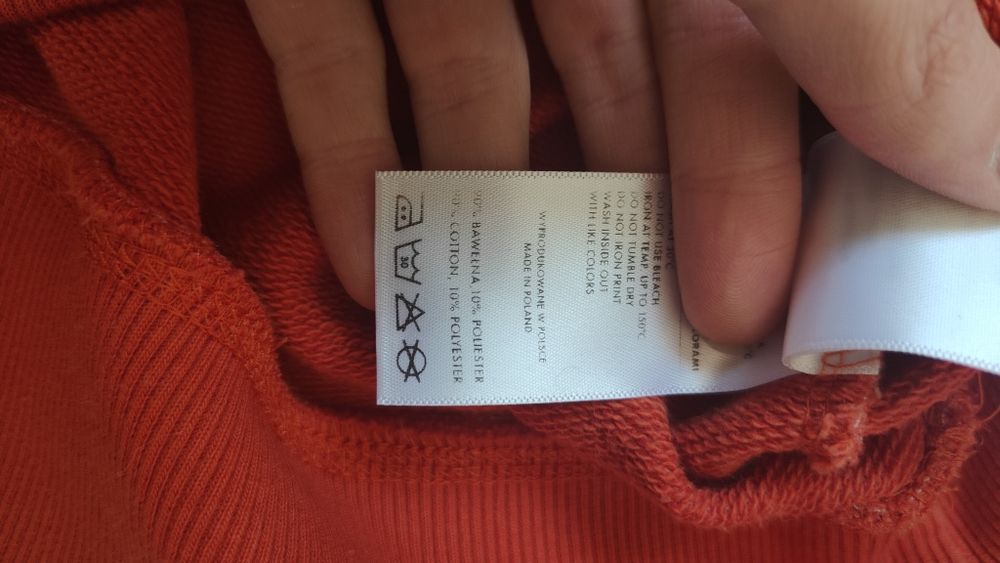 DO NOT USE BLEACH
IRON AT TEMP. UP TO 150°C
DO NOT TUMBLE DRY
DO NOT IRON PRINT
WASH INSIDE OUT
WITH LIKE COLORS
WYPRODUKOWANE W POLSCE
MADE IN POLAND
90% BAWEŁNA, 10% POLIESTER
90% COTTON, 10% POLYESTER
30